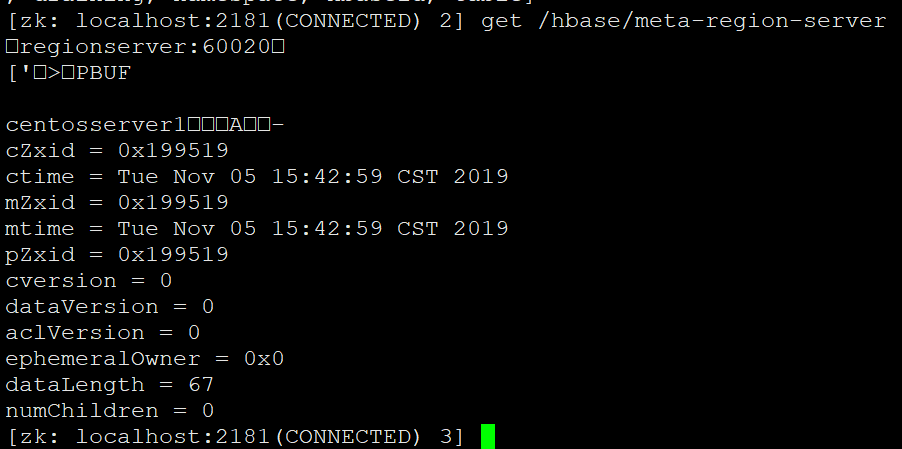 [zk: localhost:2181(CONNECTED) 2] get /hbase/meta-region-server
□regionserver:60020□
['□>□PBUF
centosserver1□□□A□□-
cZxid = 0x199519
ctime = Tue Nov 05 15:42:59 CST 2019
mZxid = 0x199519
mtime = Tue Nov 05 15:42:59 CST 2019
pZxid = 0x199519
cversion = 0
dataVersion = 0
aclVersion = 0
ephemeralOwner = 0x0
dataLength = 67
numChildren = 0
[zk: localhost:2181(CONNECTED) 3]